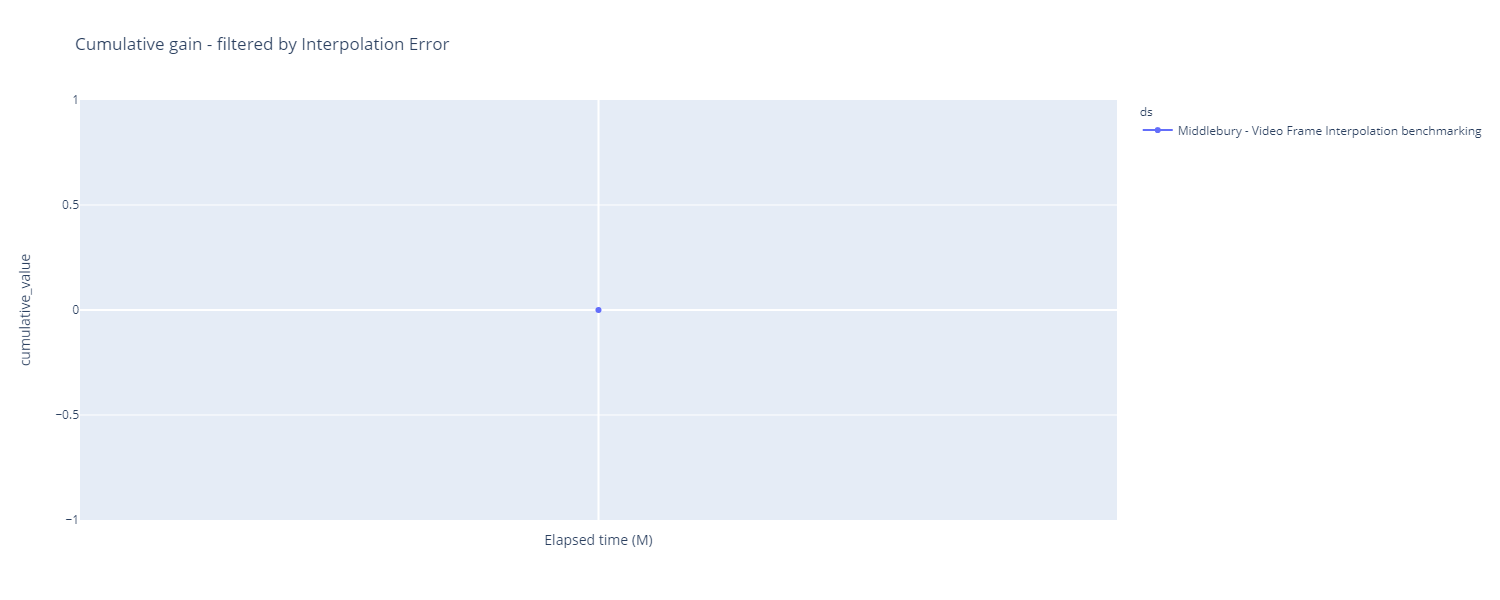 Cumulative gain - filtered by Interpolation Error
1
0.5
0
−0.5
−1
cumulative_value
Elapsed time (M)
ds
Middlebury - Video Frame Interpolation benchmarking